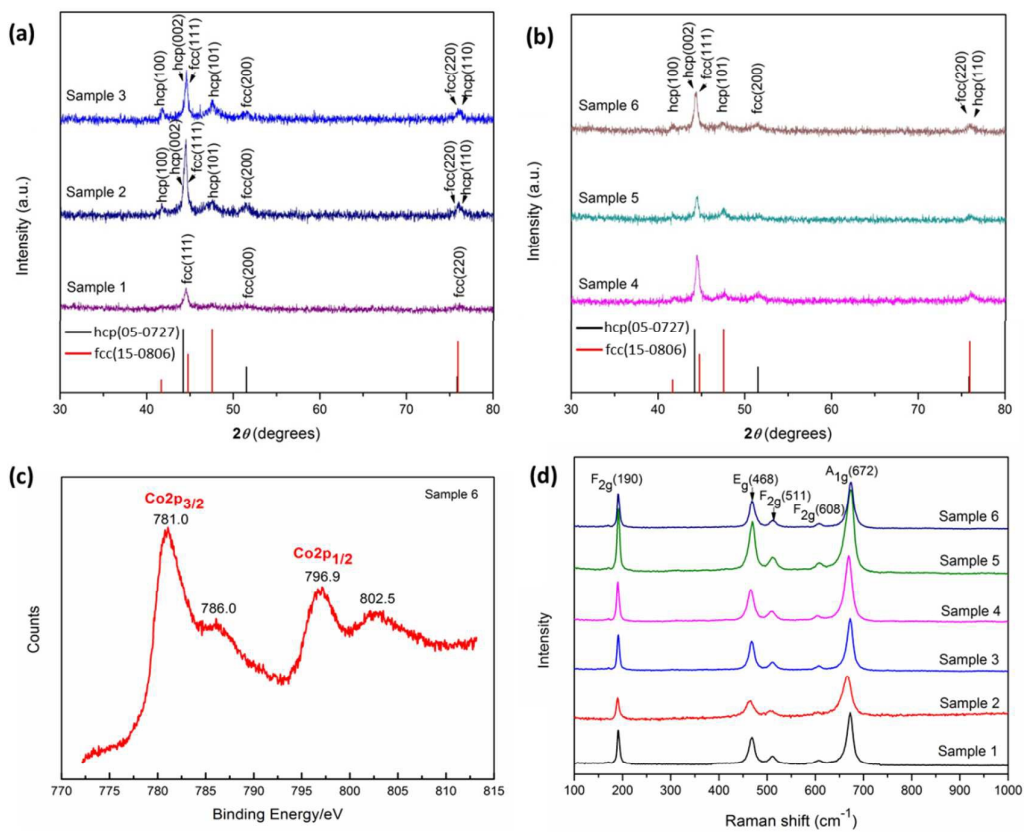 (a)
hcp(100)
hcp(002)
fcc(111)
hcp(101)
fcc(200)
fcc(220)
hcp(110)
Sample 3
hcp(100)
hcp(002)
fcc(111)
hcp(101)
fcc(200)
fcc(220)
hcp(110)
Sample 2
fcc(111)
fcc(200)
fcc(220)
Sample 1
hcp(05-0727)
fcc(15-0806)
Intensity (a.u.)
30 40 50 60 70 80
2θ (degrees)
(b)
hcp(100)
hcp(002)
fcc(111)
hcp(101)
fcc(200)
fcc(220)
hcp(110)
Sample 6
Sample 5
Sample 4
hcp(05-0727)
fcc(15-0806)
Intensity (a.u.)
30 40 50 60 70 80
2θ (degrees)
(c)
Sample 6
Co2p3/2
781.0
786.0
Co2p1/2
796.9
802.5
Counts
770 775 780 785 790 795 800 805 810 815
Binding Energy/eV
(d)
F2g(190)
Eg(468)
F2g(511)
F2g(608)
A1g(672)
Sample 6
Sample 5
Sample 4
Sample 3
Sample 2
Sample 1
Intensity
100 200 300 400 500 600 700 800 900 1000
Raman shift (cm-1)